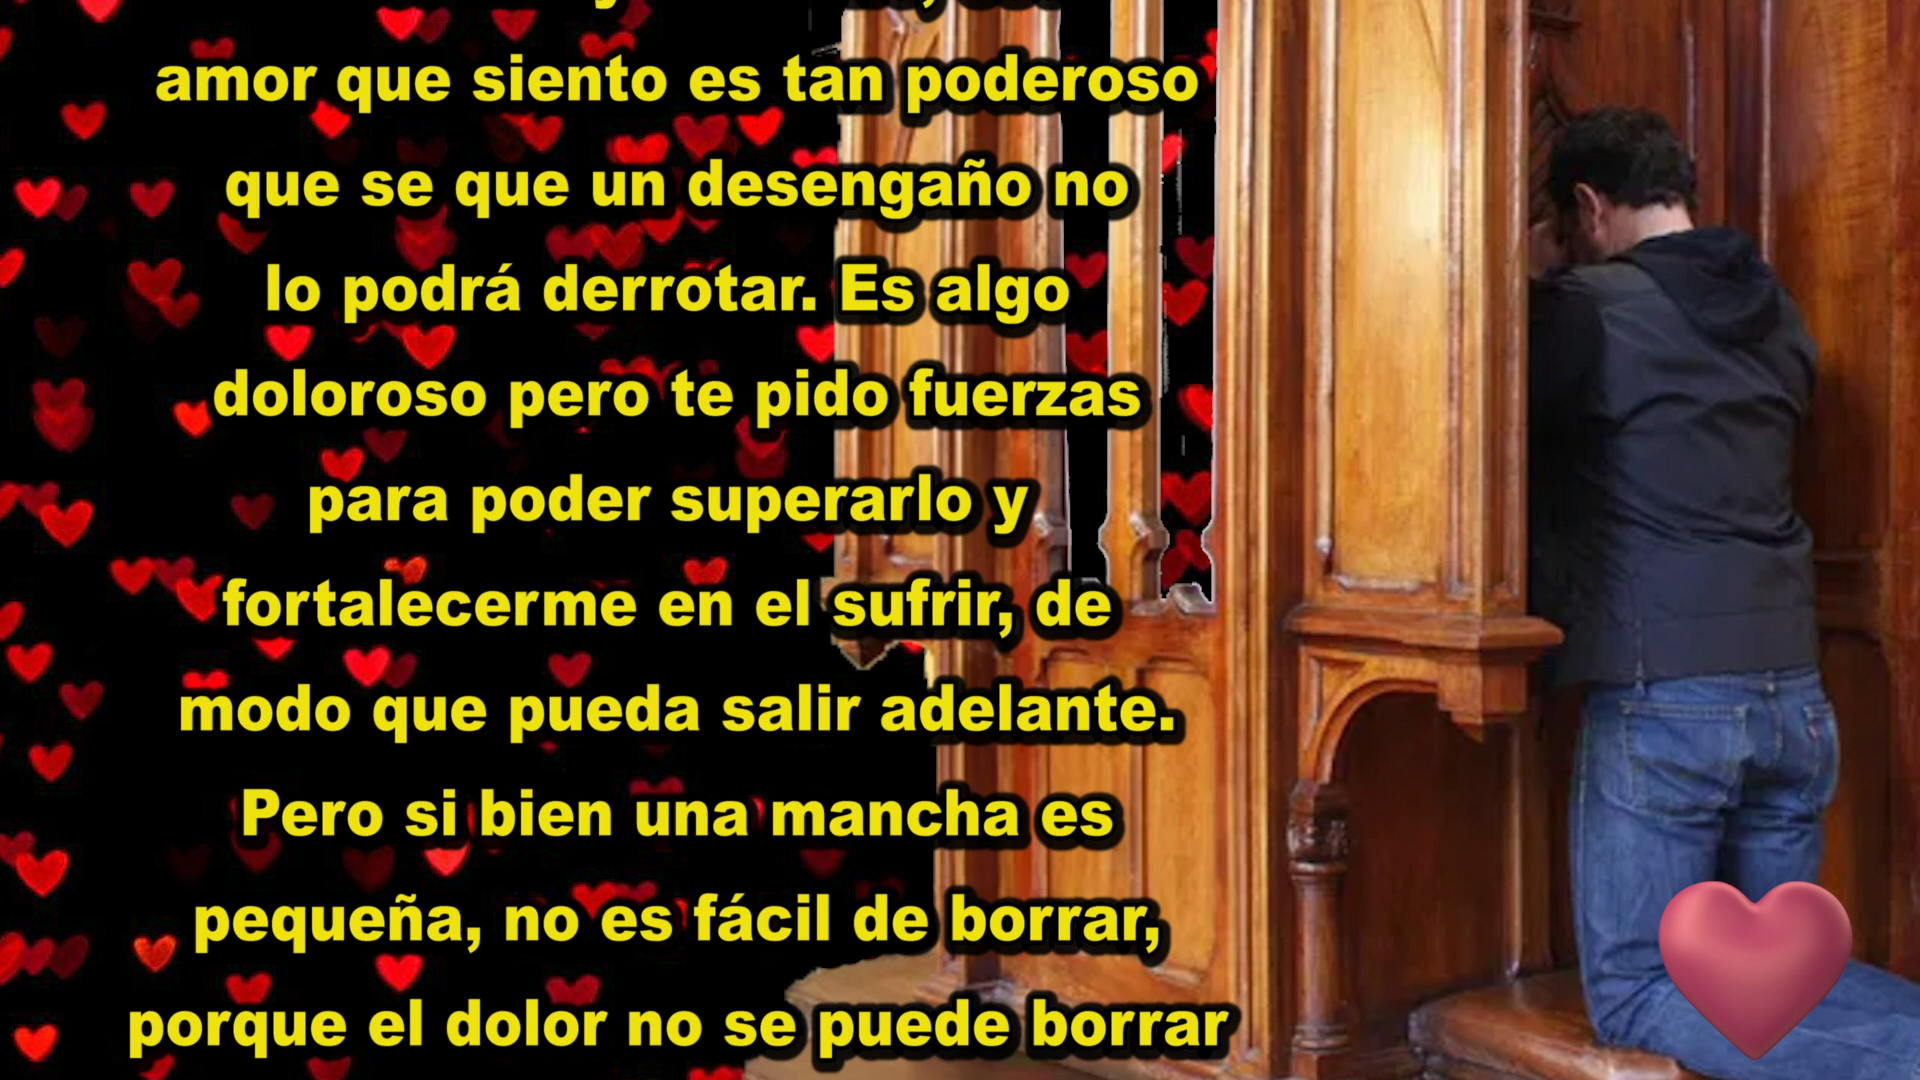 amor que siento es tan poderoso
que se que un desengaño no
lo podrá derrotar. Es algo
doloroso pero te pido fuerzas
para poder superarlo y
fortalecerme en el sufrir, de
modo que pueda salir adelante.
Pero si bien una mancha es
pequeña, no es fácil de borrar,
porque el dolor no se puede borrar